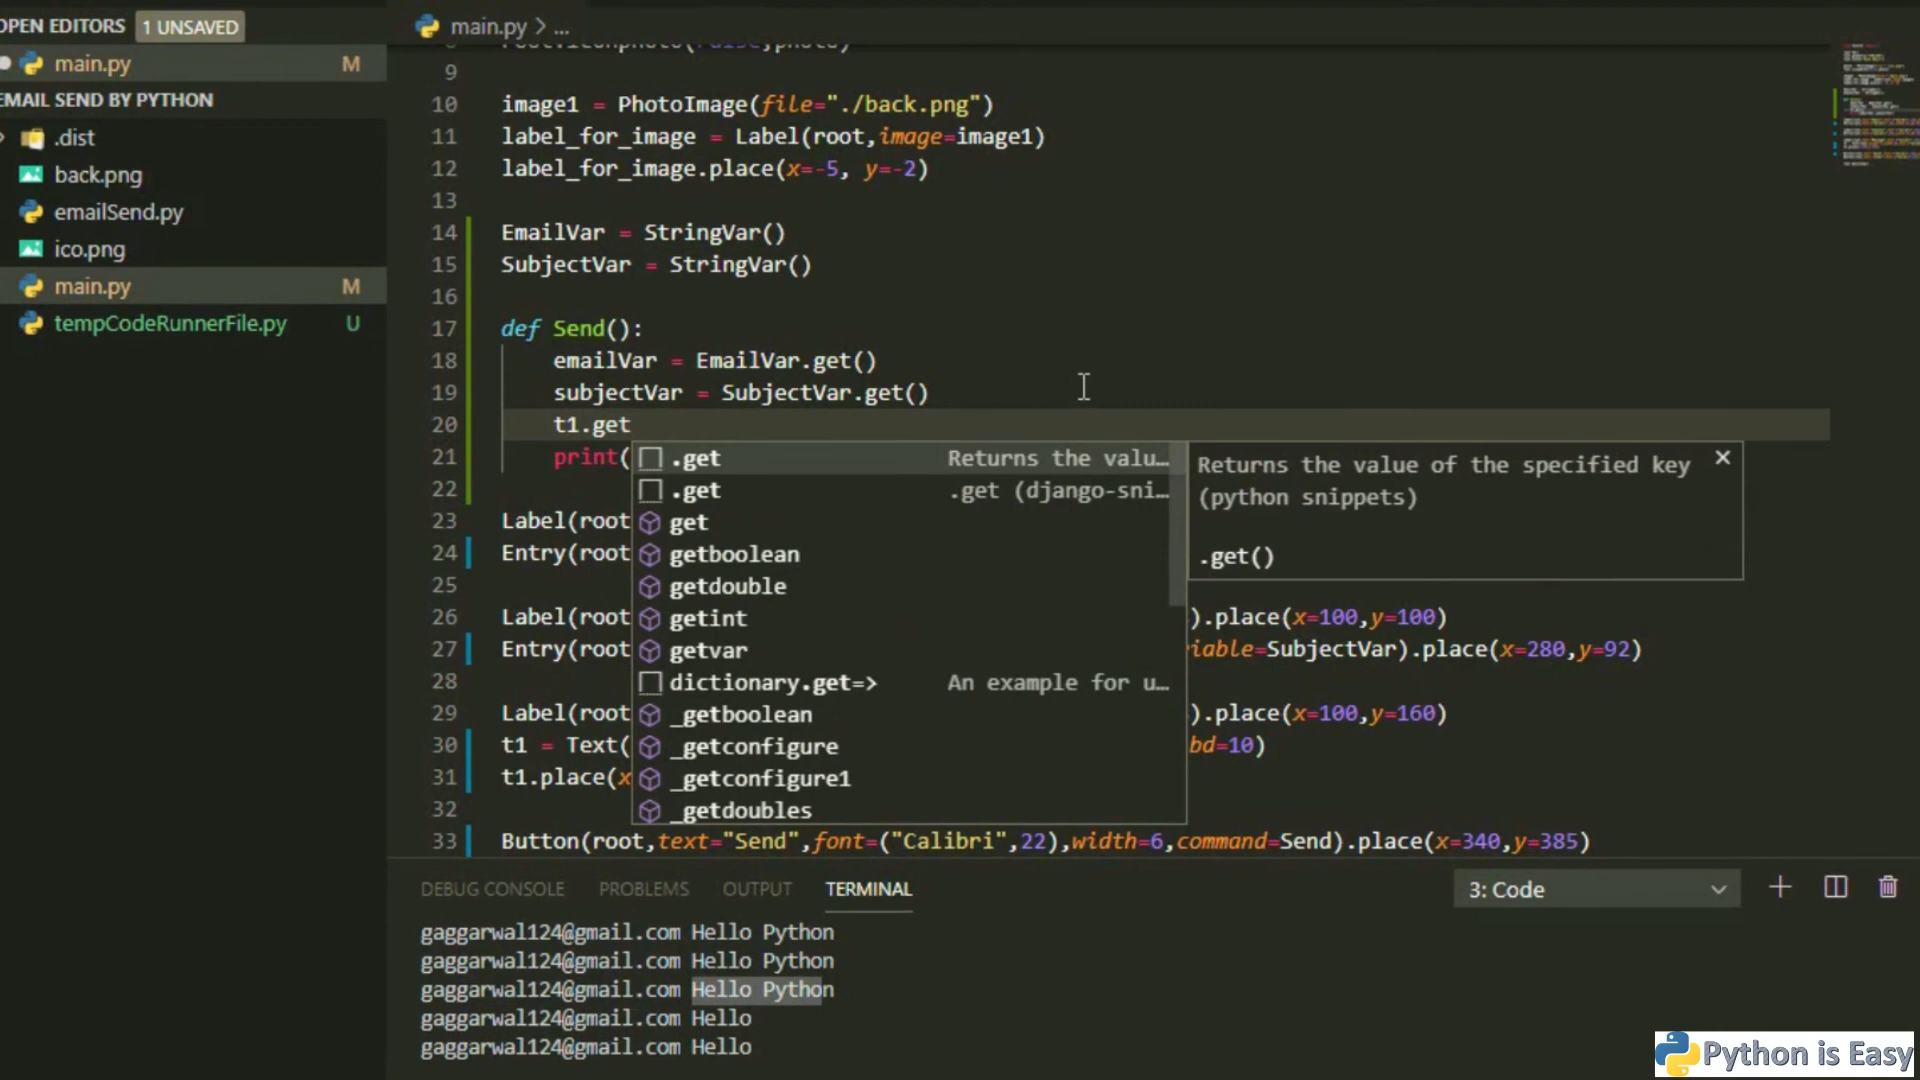 OPEN EDITORS 1 UNSAVED
main.py M
EMAIL SEND BY PYTHON
.dist
back.png
emailSend.py
ico.png
main.py M
tempCodeRunnerFile.py U
main.py > ...
9
10 image1 = PhotoImage(file="./back.png")
11 label_for_image = Label(root,image=image1)
12 label_for_image.place(x=-5, y=-2)
13
14 EmailVar = StringVar()
15 SubjectVar = StringVar()
16
17 def Send():
18 emailVar = EmailVar.get()
19 subjectVar = SubjectVar.get()
20 t1.get
21 print(
22
23 Label(root
24 Entry(root
25
26 Label(root ).place(x=100,y=100)
27 Entry(root iable=SubjectVar).place(x=280,y=92)
28
29 Label(root ).place(x=100,y=160)
30 t1 = Text( bd=10)
31 t1.place(x
32
33 Button(root,text="Send",font=("Calibri",22),width=6,command=Send).place(x=340,y=385)
.get Returns the valu…
.get .get (django-sni…
get
getboolean
getdouble
getint
getvar
dictionary.get=> An example for u…
_getboolean
_getconfigure
_getconfigure1
_getdoubles
Returns the value of the specified key
(python snippets)
.get()
DEBUG CONSOLE PROBLEMS OUTPUT TERMINAL 3: Code
gaggarwal124@gmail.com Hello Python
gaggarwal124@gmail.com Hello Python
gaggarwal124@gmail.com Hello Python
gaggarwal124@gmail.com Hello
gaggarwal124@gmail.com Hello
Python is Easy